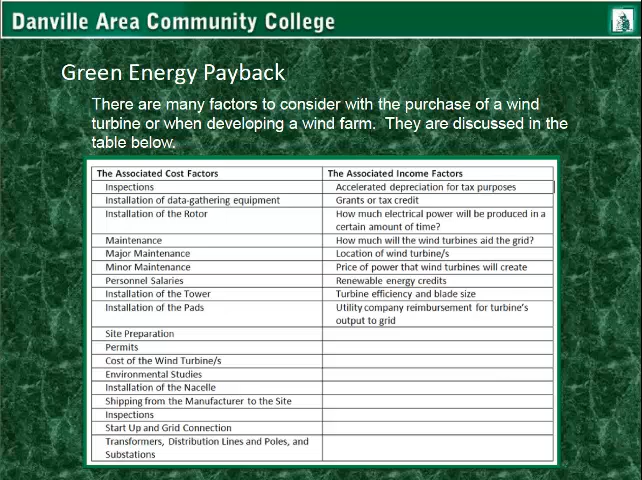 Danville Area Community College
Green Energy Payback
There are many factors to consider with the purchase of a wind
turbine or when developing a wind farm.  They are discussed in the
table below.
The Associated Cost Factors The Associated Income Factors
Inspections Accelerated depreciation for tax purposes
Installation of data-gathering equipment Grants or tax credit
Installation of the Rotor How much electrical power will be produced in a
certain amount of time?
Maintenance How much will the wind turbines aid the grid?
Major Maintenance Location of wind turbine/s
Minor Maintenance Price of power that wind turbines will create
Personnel Salaries Renewable energy credits
Installation of the Tower Turbine efficiency and blade size
Installation of the Pads Utility company reimbursement for turbine's
output to grid
Site Preparation
Permits
Cost of the Wind Turbine/s
Environmental Studies
Installation of the Nacelle
Shipping from the Manufacturer to the Site
Inspections
Start Up and Grid Connection
Transformers, Distribution Lines and Poles, and
Substations